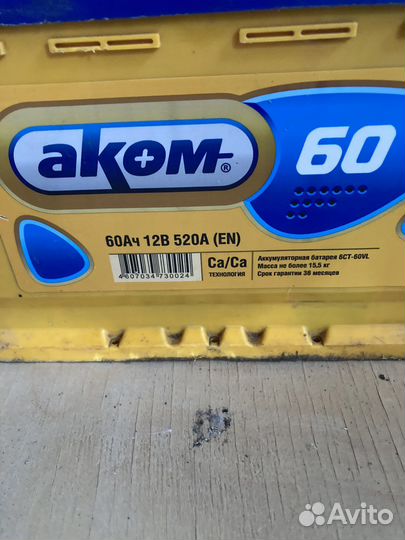 аком®
60
60Ач 12В 520А (EN)
4607034730024
Ca/Ca
ТЕХНОЛОГИЯ
Аккумуляторная батарея 6СТ-60VL
Масса не более 15,5 кг
Срок гарантии 36 месяцев
Avito